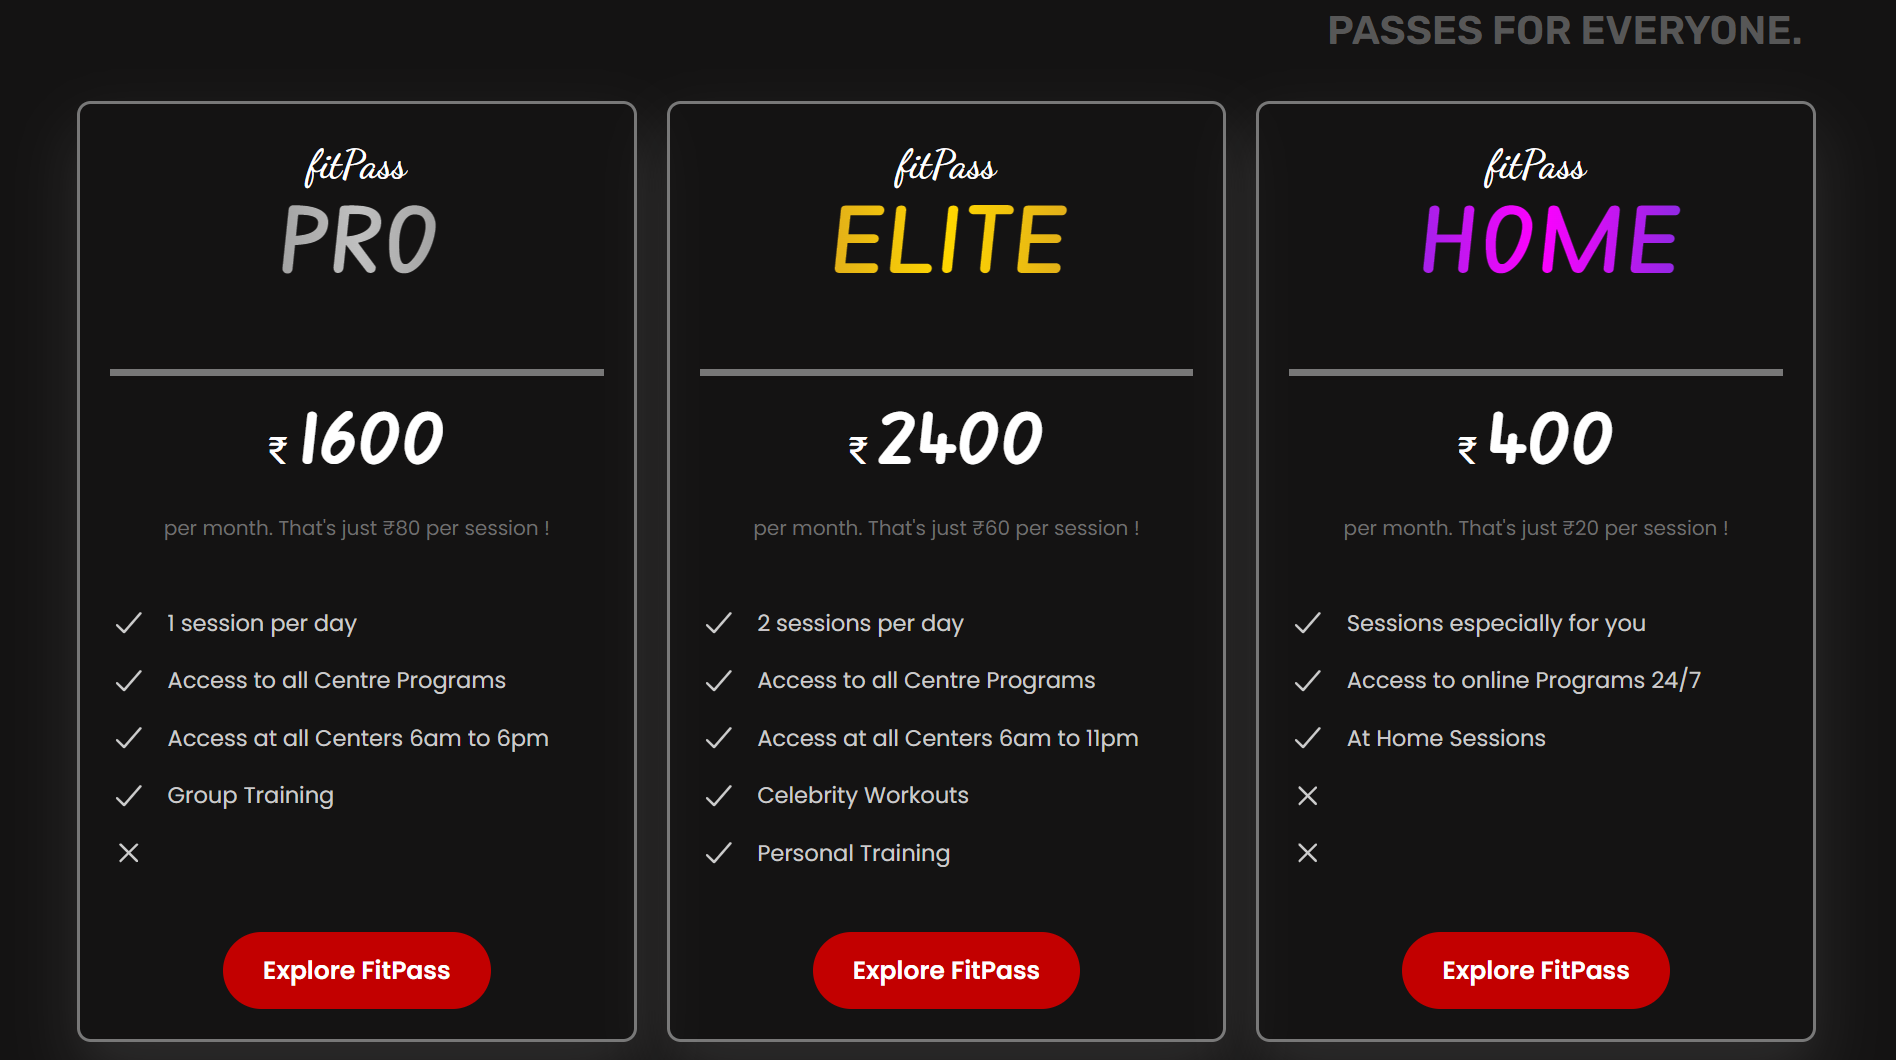 PASSES FOR EVERYONE.
fitPass
PRO
₹ 1600
per month. That's just ₹80 per session !
1 session per day
Access to all Centre Programs
Access at all Centers 6am to 6pm
Group Training
Explore FitPass
fitPass
ELITE
₹ 2400
per month. That's just ₹60 per session !
2 sessions per day
Access to all Centre Programs
Access at all Centers 6am to 11pm
Celebrity Workouts
Personal Training
Explore FitPass
fitPass
HOME
₹ 400
per month. That's just ₹20 per session !
Sessions especially for you
Access to online Programs 24/7
At Home Sessions
Explore FitPass